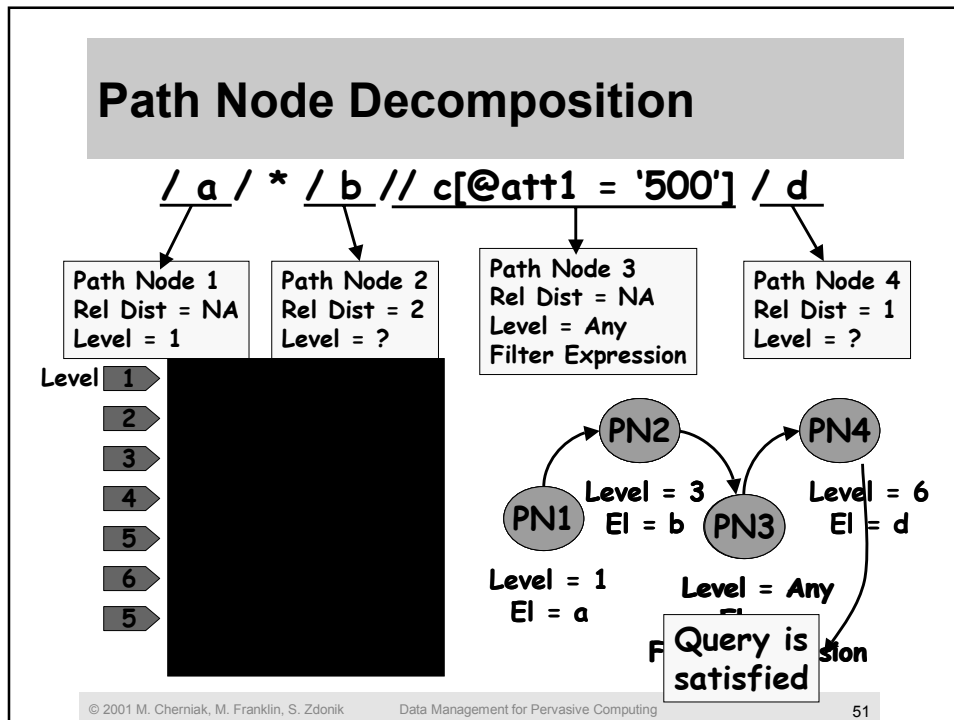 Path Node Decomposition
/ a / * / b // c[@att1 = ‘500’] / d
Path Node 1
Rel Dist = NA
Level = 1
Path Node 2
Rel Dist = 2
Level = ?
Path Node 3
Rel Dist = NA
Level = Any
Filter Expression
Path Node 4
Rel Dist = 1
Level = ?
Level 1
2
3
4
5
6
5
PN1
Level = 1
El = a
PN2
Level = 3
El = b
PN3
Level = Any
PN4
Level = 6
El = d
Query is
satisfied
© 2001 M. Cherniak, M. Franklin, S. Zdonik
Data Management for Pervasive Computing
51